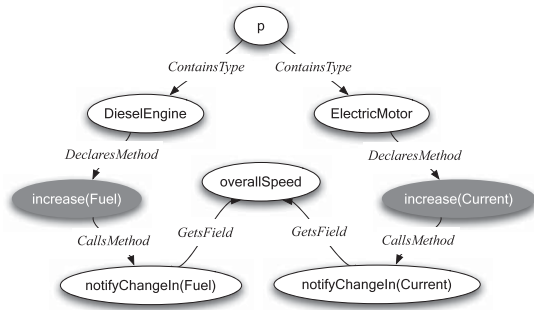 p
ContainsType
ContainsType
DieselEngine
ElectricMotor
DeclaresMethod
DeclaresMethod
increase(Fuel)
overallSpeed
increase(Current)
CallsMethod
GetsField
GetsField
CallsMethod
notifyChangeIn(Fuel)
notifyChangeIn(Current)